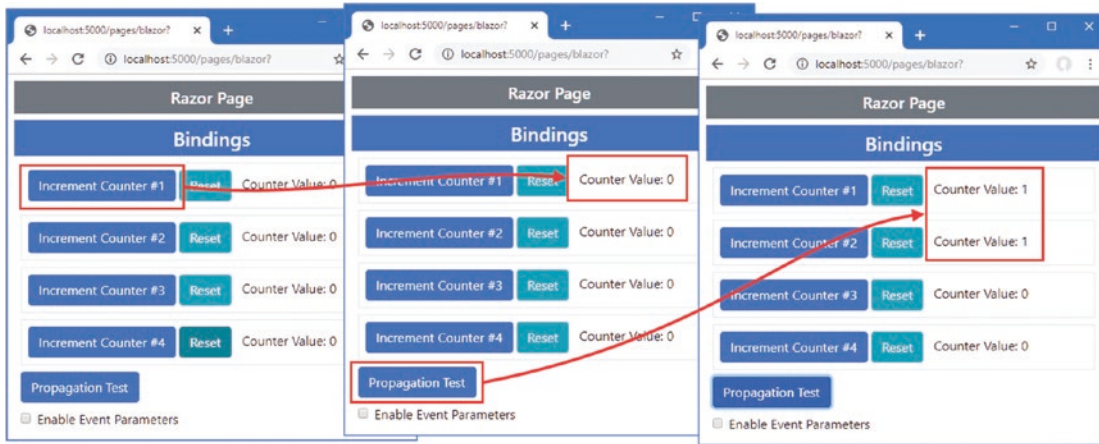 localhost:5000/pages/blazor?
localhost:5000/pages/blazor?
Razor Page
Bindings
Increment Counter #1 Reset Counter Value: 0
Increment Counter #2 Reset Counter Value: 0
Increment Counter #3 Reset Counter Value: 0
Increment Counter #4 Reset Counter Value: 0
Propagation Test
Enable Event Parameters
localhost:5000/pages/blazor?
localhost:5000/pages/blazor?
Razor Page
Bindings
Increment Counter #1 Reset Counter Value: 0
Increment Counter #2 Reset Counter Value: 0
Increment Counter #3 Reset Counter Value: 0
Increment Counter #4 Reset Counter Value: 0
Propagation Test
Enable Event Parameters
localhost:5000/pages/blazor?
localhost:5000/pages/blazor?
Razor Page
Bindings
Increment Counter #1 Reset Counter Value: 1
Increment Counter #2 Reset Counter Value: 1
Increment Counter #3 Reset Counter Value: 0
Increment Counter #4 Reset Counter Value: 0
Propagation Test
Enable Event Parameters